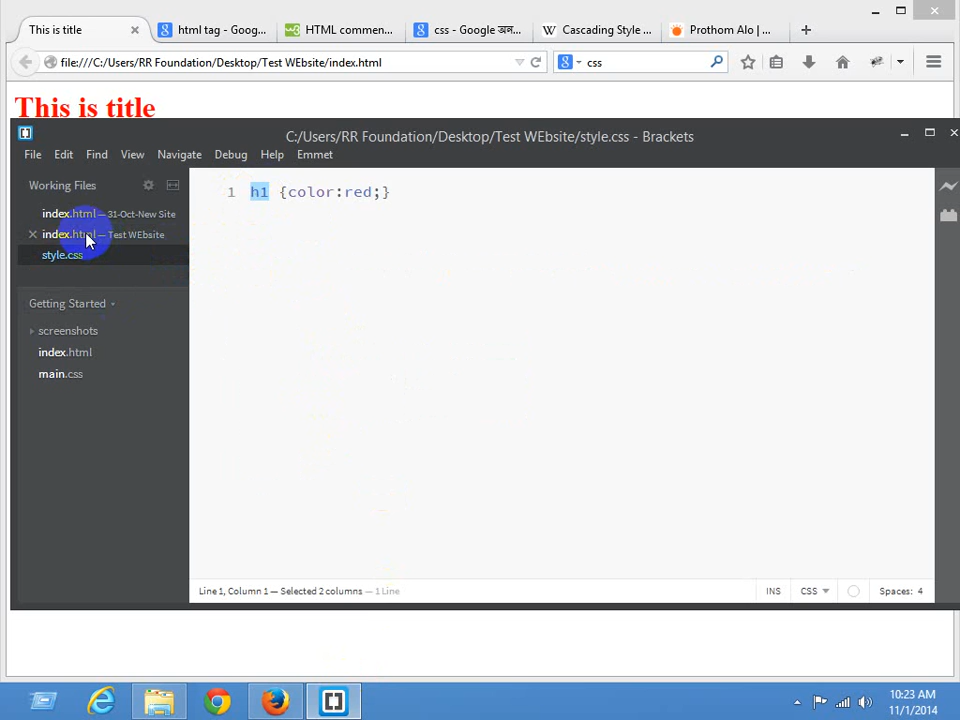 This is title
html tag - Goog...
HTML commen...
css - Google অনু...
W Cascading Style ...
Prothom Alo | ...
file:///C:/Users/RR Foundation/Desktop/Test WEbsite/index.html
css
This is title
C:/Users/RR Foundation/Desktop/Test WEbsite/style.css - Brackets
File Edit Find View Navigate Debug Help Emmet
Working Files
index.html — 31-Oct-New Site
index.html — Test WEbsite
style.css
1 h1 {color:red;}
Getting Started
screenshots
index.html
main.css
Line 1, Column 1 — Selected 2 columns — 1 Line
INS CSS Spaces: 4
10:23 AM
11/1/2014